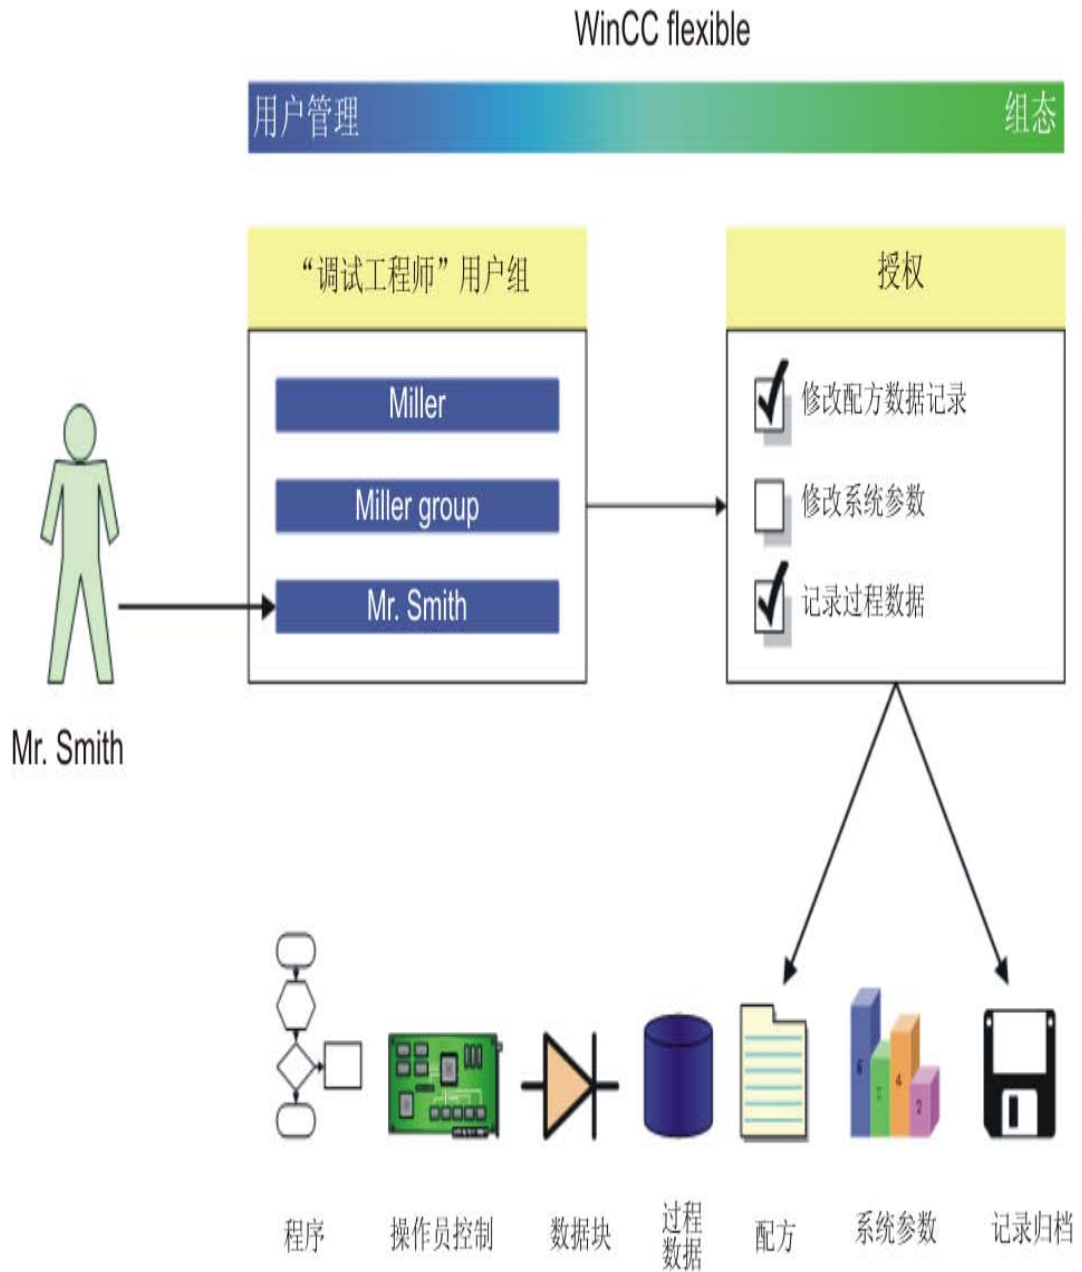 WinCC flexible
用户管理
组态
“调试工程师”用户组
授权
Miller
修改配方数据记录
Miller group
修改系统参数
Mr. Smith
记录过程数据
Mr. Smith
程序
操作员控制
数据块
过程
数据
配方
系统参数
记录归档